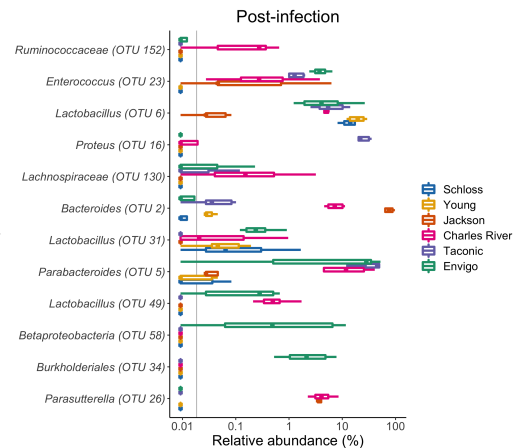 Post-infection
Ruminococcaceae (OTU 152)
Enterococcus (OTU 23)
Lactobacillus (OTU 6)
Proteus (OTU 16)
Lachnospiraceae (OTU 130)
Bacteroides (OTU 2)
Lactobacillus (OTU 31)
Parabacteroides (OTU 5)
Lactobacillus (OTU 49)
Betaproteobacteria (OTU 58)
Burkholderiales (OTU 34)
Parasutterella (OTU 26)
Schloss
Young
Jackson
Charles River
Taconic
Envigo
0.01 0.1 1 10 100
Relative abundance (%)